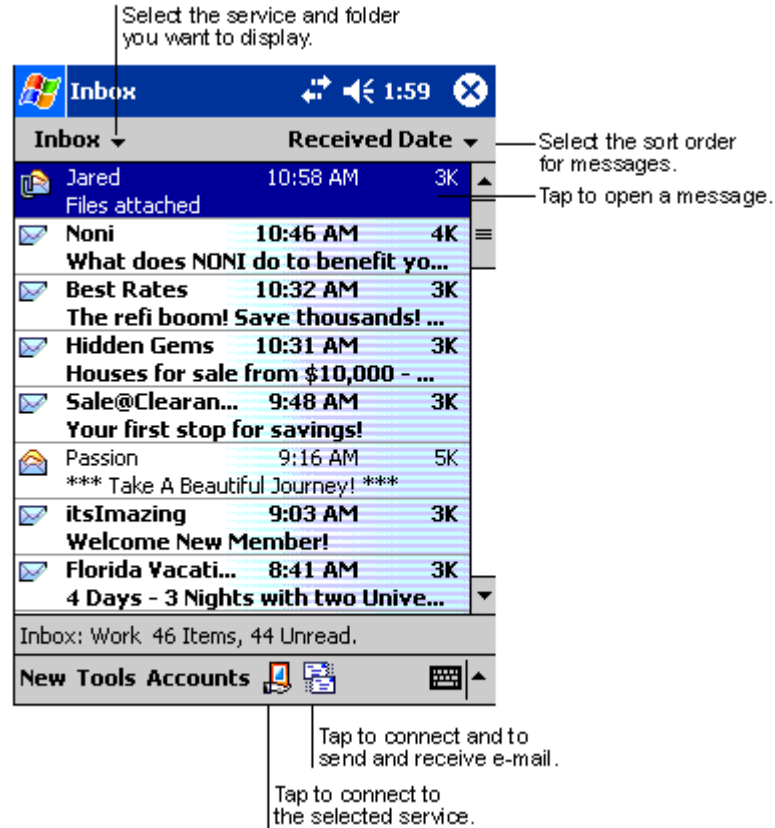 Select the service and folder
you want to display.
Inbox 1:59
Inbox Received Date
Select the sort order
for messages.
Jared 10:58 AM 3K
Files attached
Tap to open a message.
Noni 10:46 AM 4K
What does NONI do to benefit yo...
Best Rates 10:32 AM 3K
The refi boom! Save thousands! ...
Hidden Gems 10:31 AM 3K
Houses for sale from $10,000 - ...
Sale@Clearan... 9:48 AM 3K
Your first stop for savings!
Passion 9:16 AM 5K
*** Take A Beautiful Journey! ***
itsImazing 9:03 AM 3K
Welcome New Member!
Florida Vacati... 8:41 AM 3K
4 Days - 3 Nights with two Unive...
Inbox: Work 46 Items, 44 Unread.
New Tools Accounts
Tap to connect and to
send and receive e-mail.
Tap to connect to
the selected service.